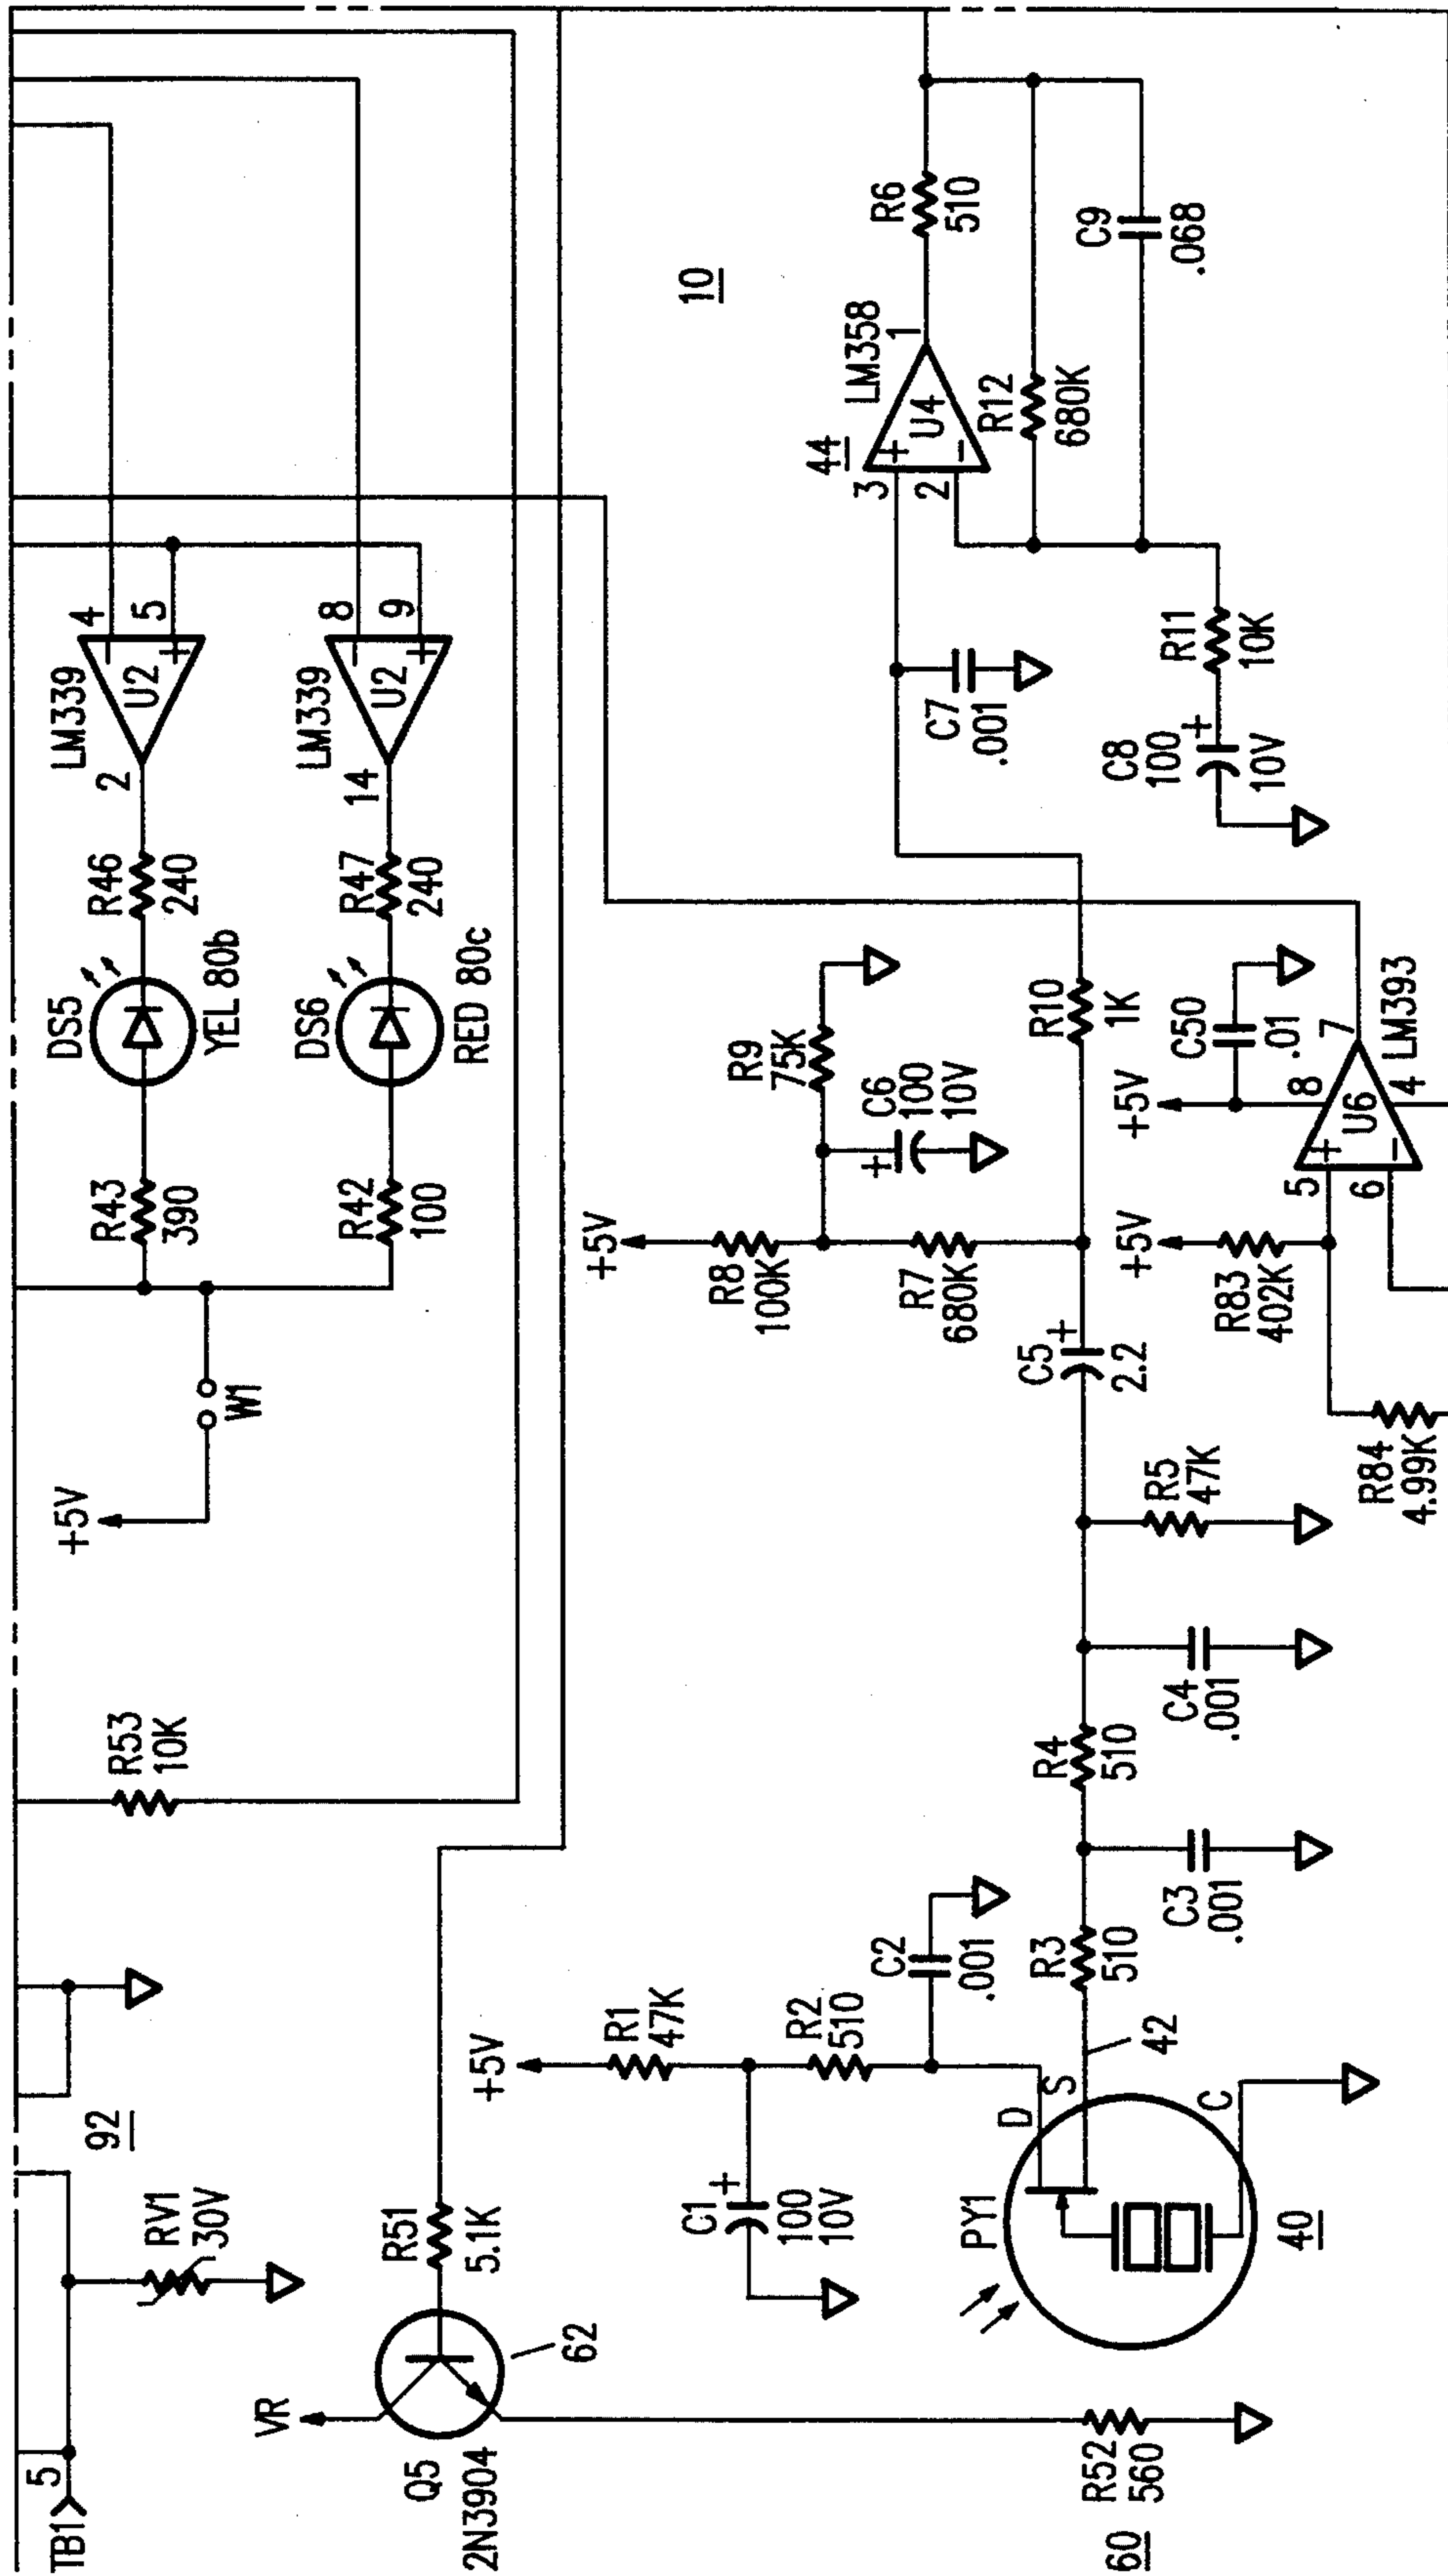 TB1
5
RV1
30V
92
R53
10K
+5V
W1
R43
390
DS5
YEL 80b
R46
240
2
LM339
U2
-
+
4
5
R42
100
DS6
RED 80c
R47
240
14
LM339
U2
-
+
8
9
VR
Q5
2N3904
62
R51
5.1K
60
R52
560
+5V
R1
47K
C1
+
100
10V
R2
510
C2
.001
PY1
D
S
C
40
42
R3
510
C3
.001
R4
510
C4
.001
R5
47K
C5
+
2.2
+5V
R8
100K
R7
680K
R9
75K
C6
+
100
10V
R10
1K
C7
.001
C8
100
+
10V
R11
10K
44
LM358
U4
+
-
3
2
1
R6
510
R12
680K
C9
.068
10
+5V
R83
402K
R84
4.99K
+5V
C50
.01
5
6
+
-
U6
8
7
4
LM393